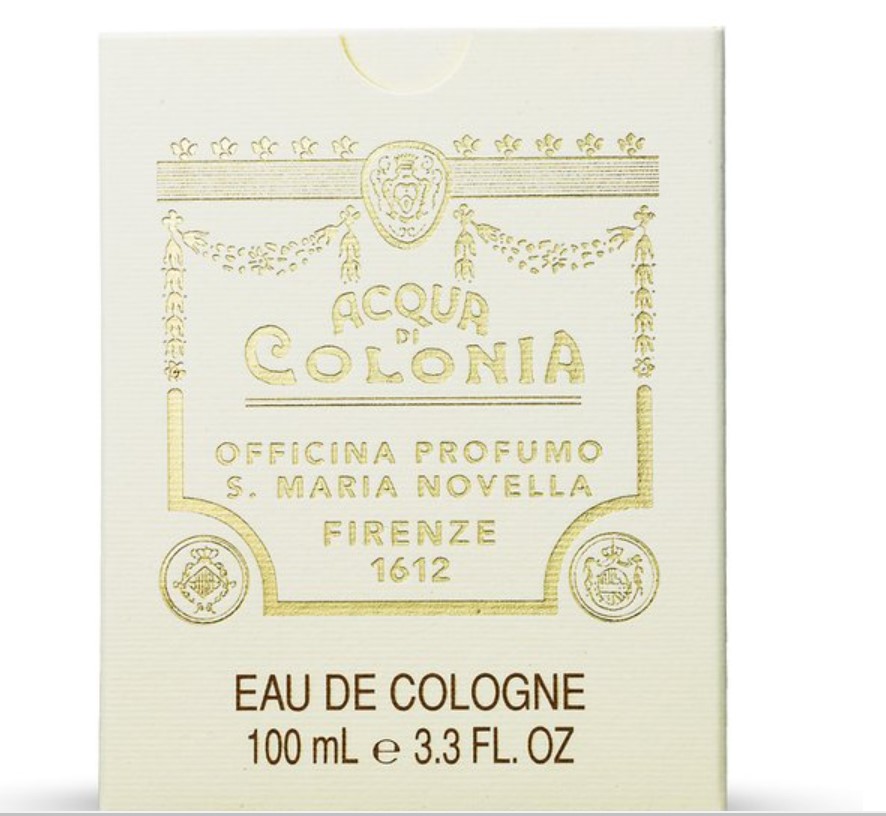 ACQUA
DI
COLONIA
OFFICINA PROFUMO
S. MARIA NOVELLA
FIRENZE
1612
EAU DE COLOGNE
100 mL ℮ 3.3 FL. OZ